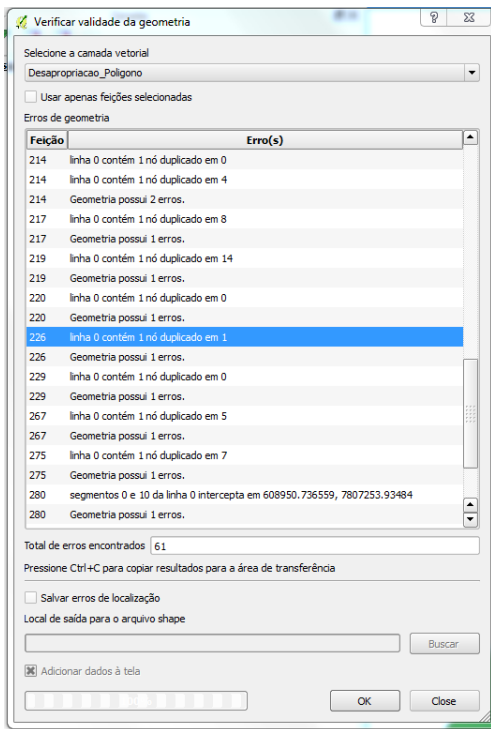 Verificar validade da geometria
Selecione a camada vetorial
Desapropriacao_Poligono
Usar apenas feições selecionadas
Erros de geometria
Feição Erro(s)
214 linha 0 contém 1 nó duplicado em 0
214 linha 0 contém 1 nó duplicado em 4
214 Geometria possui 2 erros.
217 linha 0 contém 1 nó duplicado em 8
217 Geometria possui 1 erros.
219 linha 0 contém 1 nó duplicado em 14
219 Geometria possui 1 erros.
220 linha 0 contém 1 nó duplicado em 0
220 Geometria possui 1 erros.
226 linha 0 contém 1 nó duplicado em 1
226 Geometria possui 1 erros.
229 linha 0 contém 1 nó duplicado em 0
229 Geometria possui 1 erros.
267 linha 0 contém 1 nó duplicado em 5
267 Geometria possui 1 erros.
275 linha 0 contém 1 nó duplicado em 7
275 Geometria possui 1 erros.
280 segmentos 0 e 10 da linha 0 intercepta em 608950.736559, 7807253.93484
280 Geometria possui 1 erros.
Total de erros encontrados 61
Pressione Ctrl+C para copiar resultados para a área de transferência
Salvar erros de localização
Local de saída para o arquivo shape
Buscar
Adicionar dados à tela
OK Close